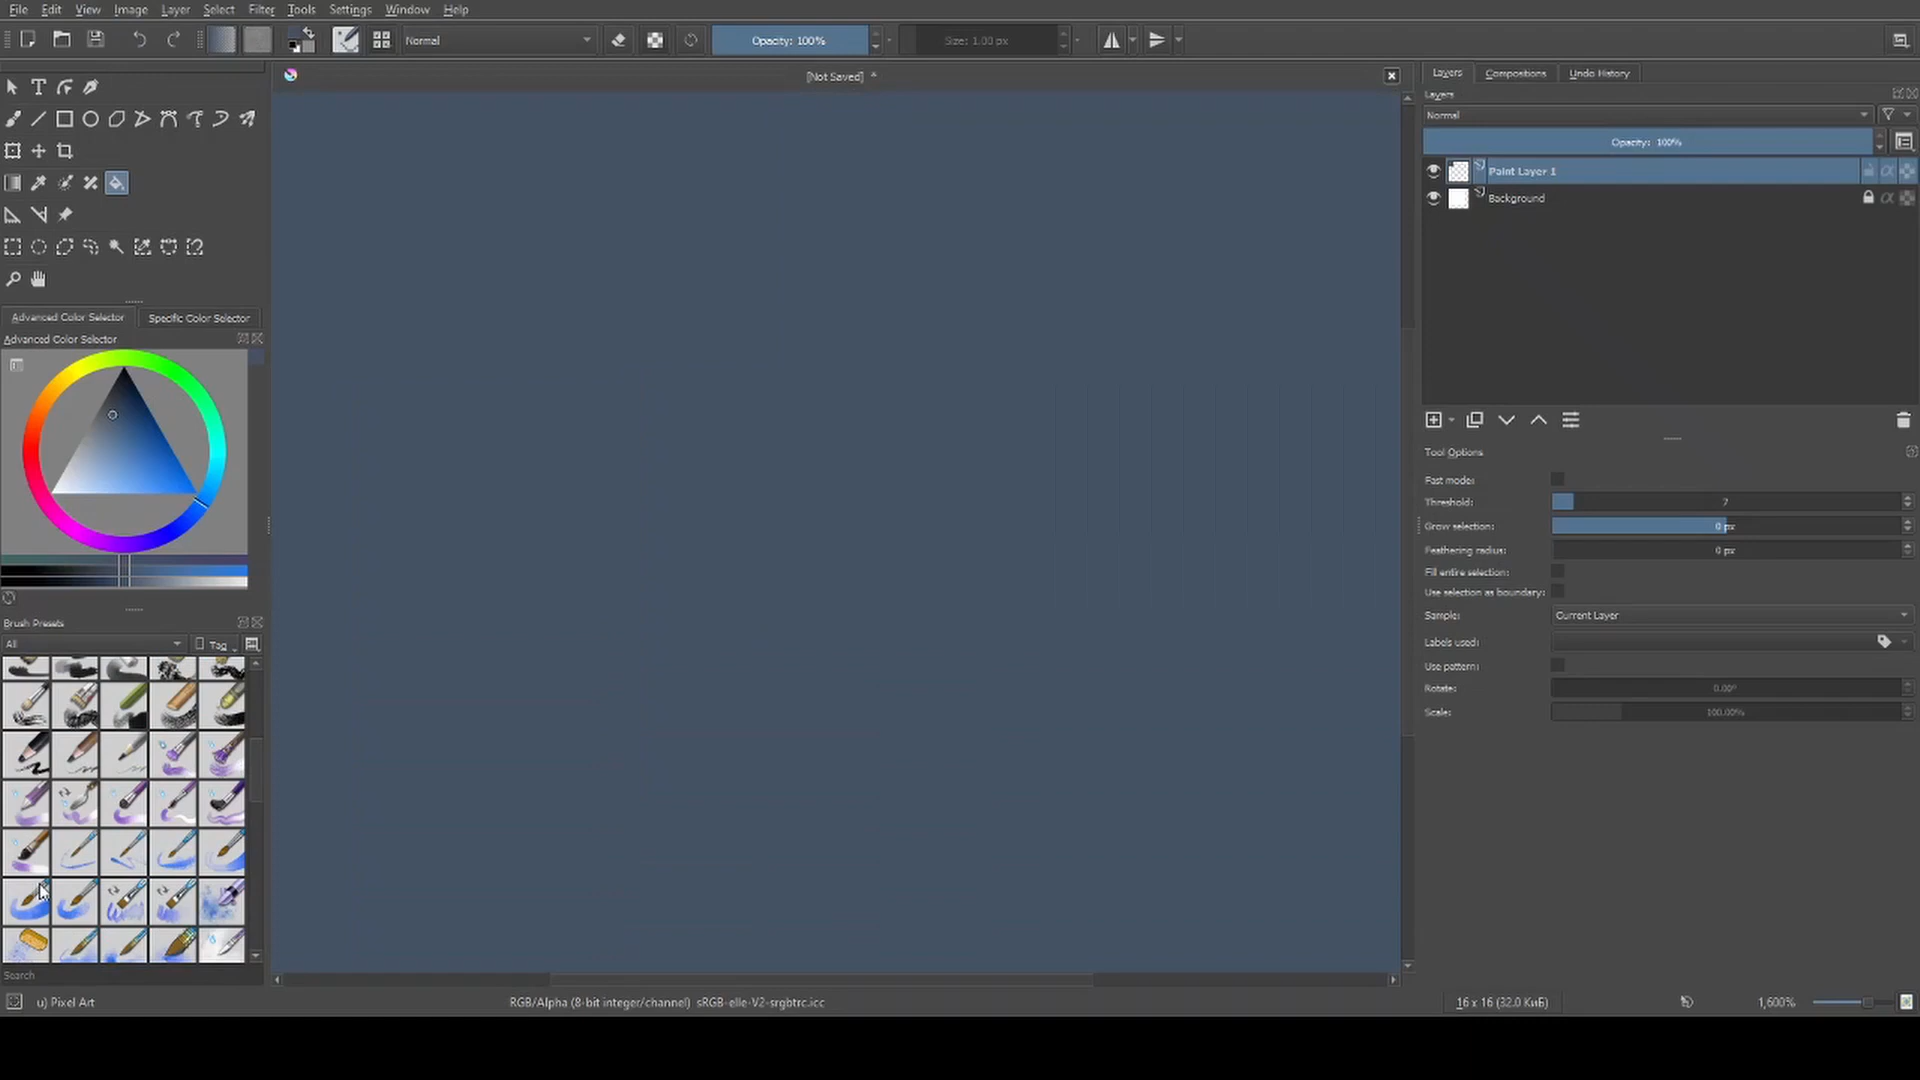 File Edit View Image Layer Select Filter Tools Settings Window Help
Normal Opacity: 100% Size: 1.00 px
[Not Saved] *
Layers Compositions Undo History
Layers
Normal
Opacity: 100%
Paint Layer 1
Background
Advanced Color Selector Specific Color Selector
Advanced Color Selector
Tool Options
Fast mode:
Threshold: 7
Grow selection: 0 px
Feathering radius: 0 px
Fill entire selection:
Use selection as boundary:
Sample: Current Layer
Labels used:
Use pattern:
Rotate: 0.00°
Scale: 100.00%
Brush Presets
All Tag
Search
u) Pixel Art RGB/Alpha (8-bit integer/channel) sRGB-elle-V2-srgbtrc.icc 16 x 16 (32.0 КиБ) 1,600%